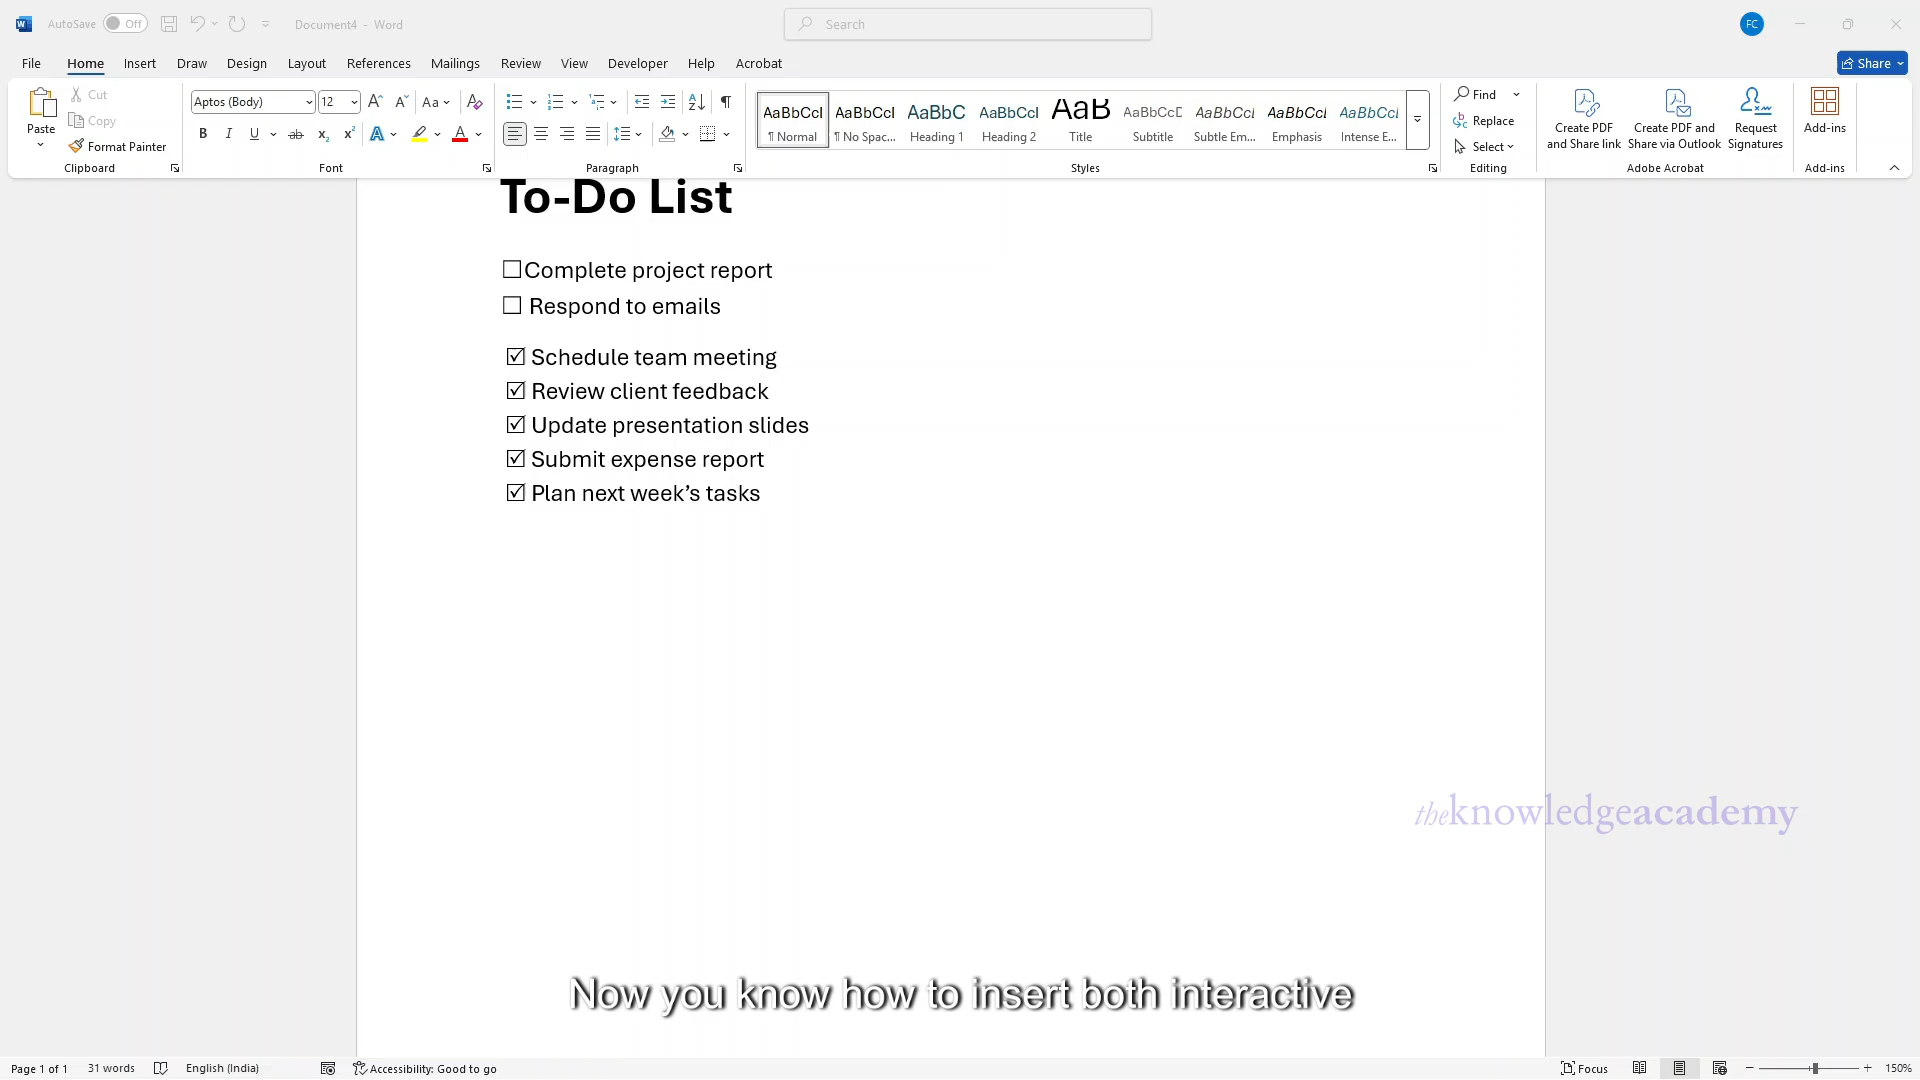 AutoSave Off Document4 - Word Search FC
File Home Insert Draw Design Layout References Mailings Review View Developer Help Acrobat Share
Paste Cut Copy Format Painter Clipboard
Aptos (Body) 12 Aa
B I U ab x₂ x² A A
Font
Paragraph
AaBbCcI ¶ Normal
AaBbCcI ¶ No Spac...
AaBbC Heading 1
AaBbCcI Heading 2
AaB Title
AaBbCcD Subtitle
AaBbCcI Subtle Em...
AaBbCcI Emphasis
AaBbCcI Intense E...
Styles
Find
Replace
Select
Editing
Create PDF and Share link
Create PDF and Share via Outlook
Request Signatures
Adobe Acrobat
Add-ins
Add-ins
To-Do List
☐Complete project report
☐ Respond to emails
☑ Schedule team meeting
☑ Review client feedback
☑ Update presentation slides
☑ Submit expense report
☑ Plan next week’s tasks
theknowledgeacademy
Now you know how to insert both interactive
Page 1 of 1 31 words English (India) Accessibility: Good to go Focus 150%